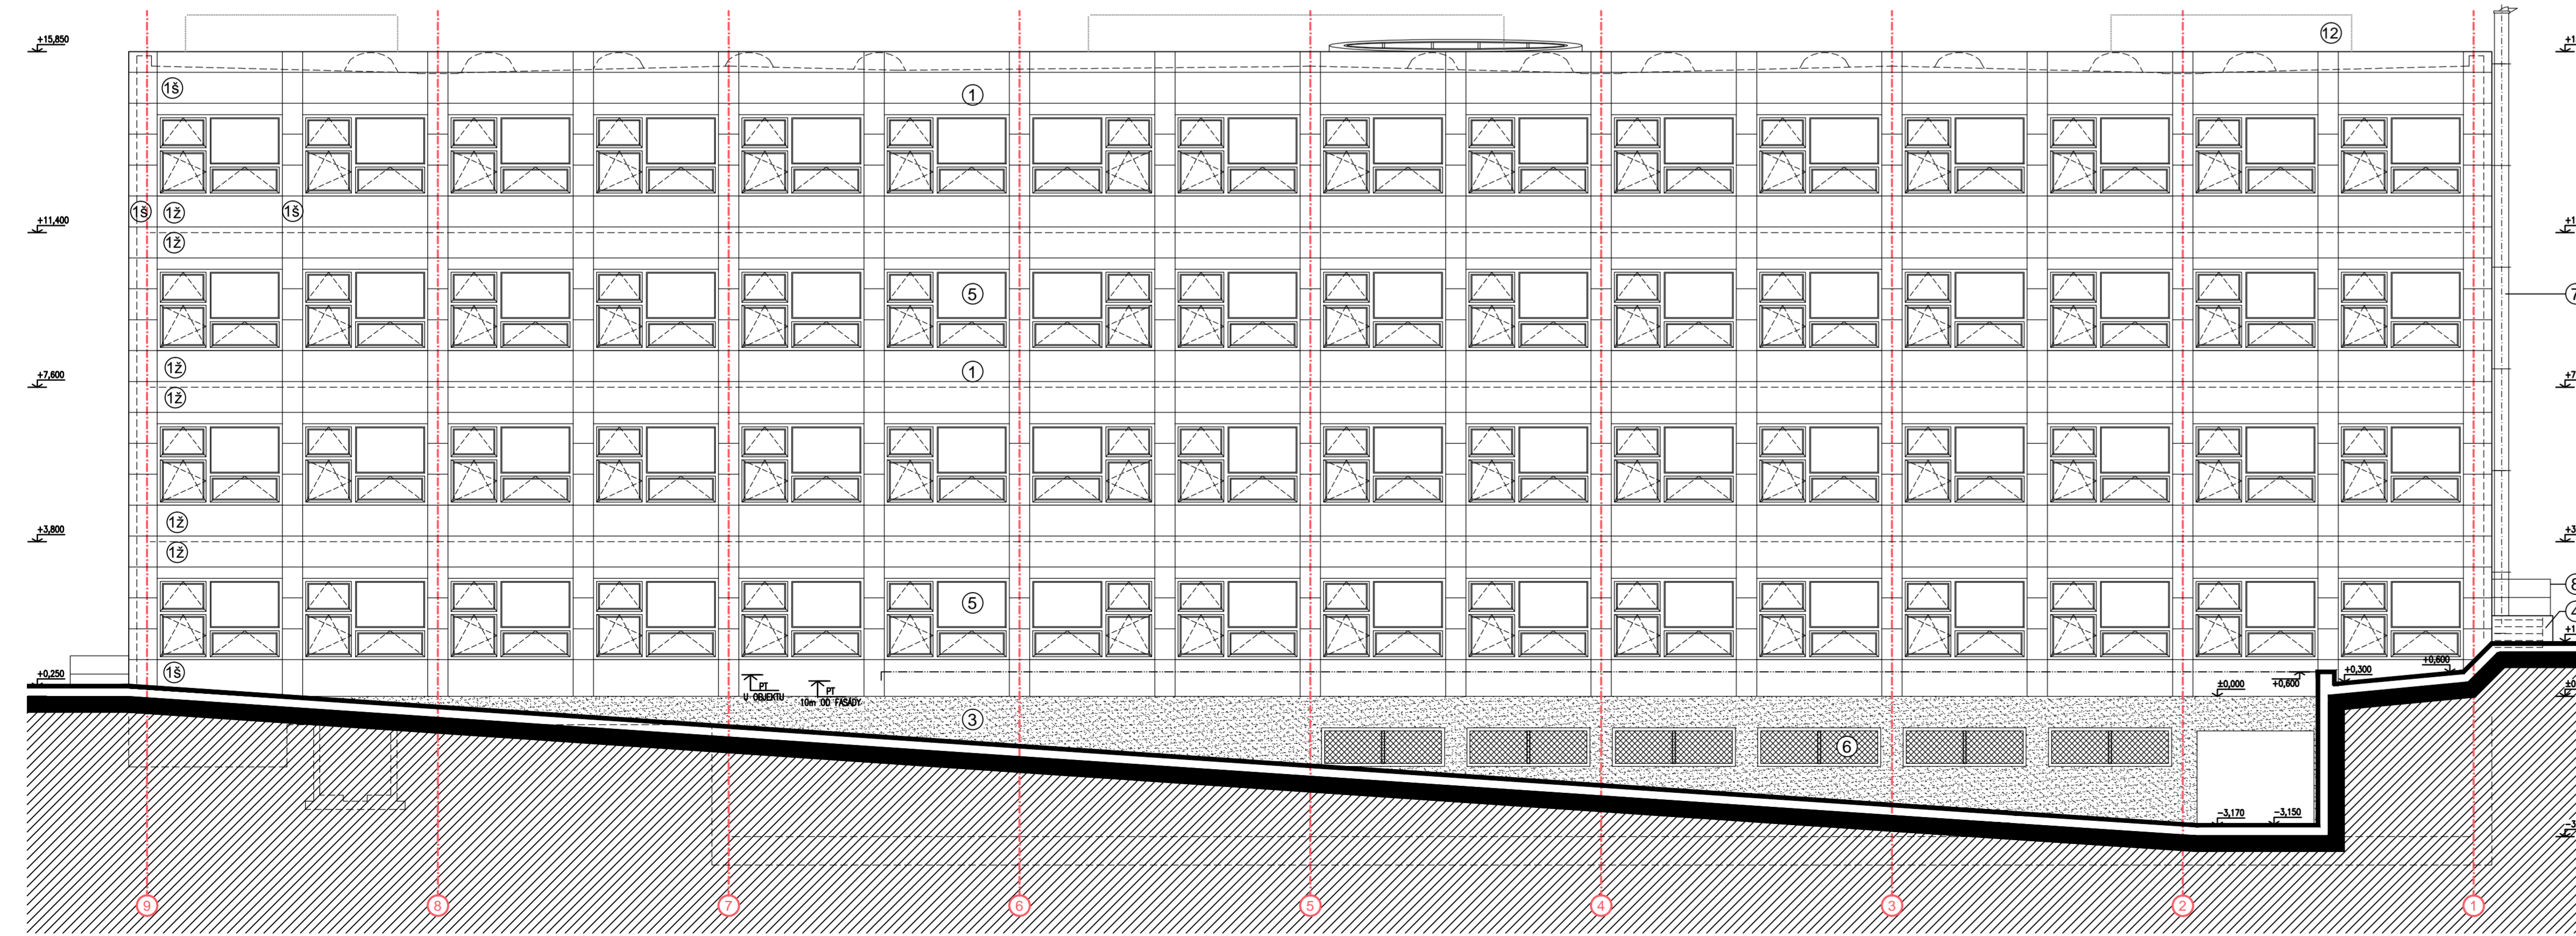 12
+15,850
1š
1
1š
1ž
1š
+11,400
1ž
5
1ž
1
+7,600
1ž
1ž
+3,800
1ž
5
1š
+0,250
PT
U OBJEKTU
PT
10m OD FASÁDY
+0,600
+0,300
+0,600
±0,000
3
6
-3,170
-3,150
9
8
7
6
5
4
3
2
1